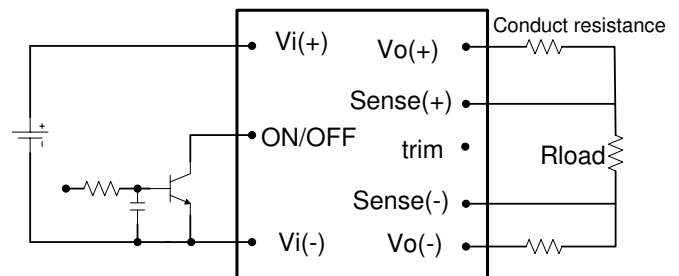 Conduct resistance
Vi(+)
Vo(+)
Sense(+)
ON/OFF
trim
Rload
Sense(-)
Vi(-)
Vo(-)
+
-